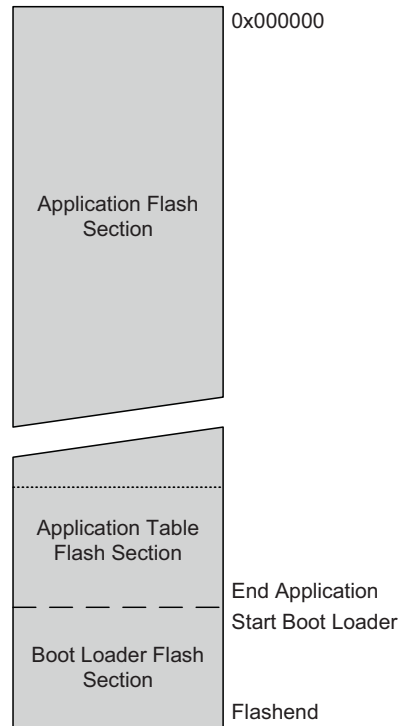 0x000000
Application Flash
Section
Application Table
Flash Section
End Application
Start Boot Loader
Boot Loader Flash
Section
Flashend